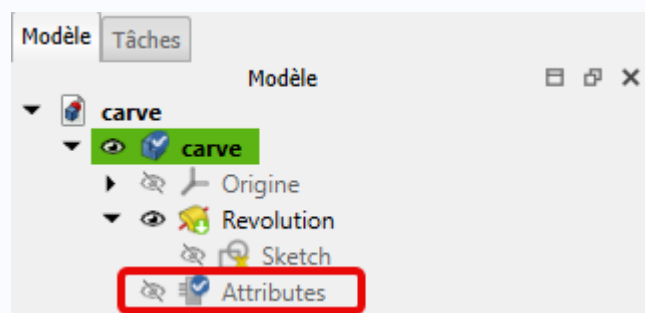 Modèle Tâches
Modèle
carve
carve
Origine
Revolution
Sketch
Attributes